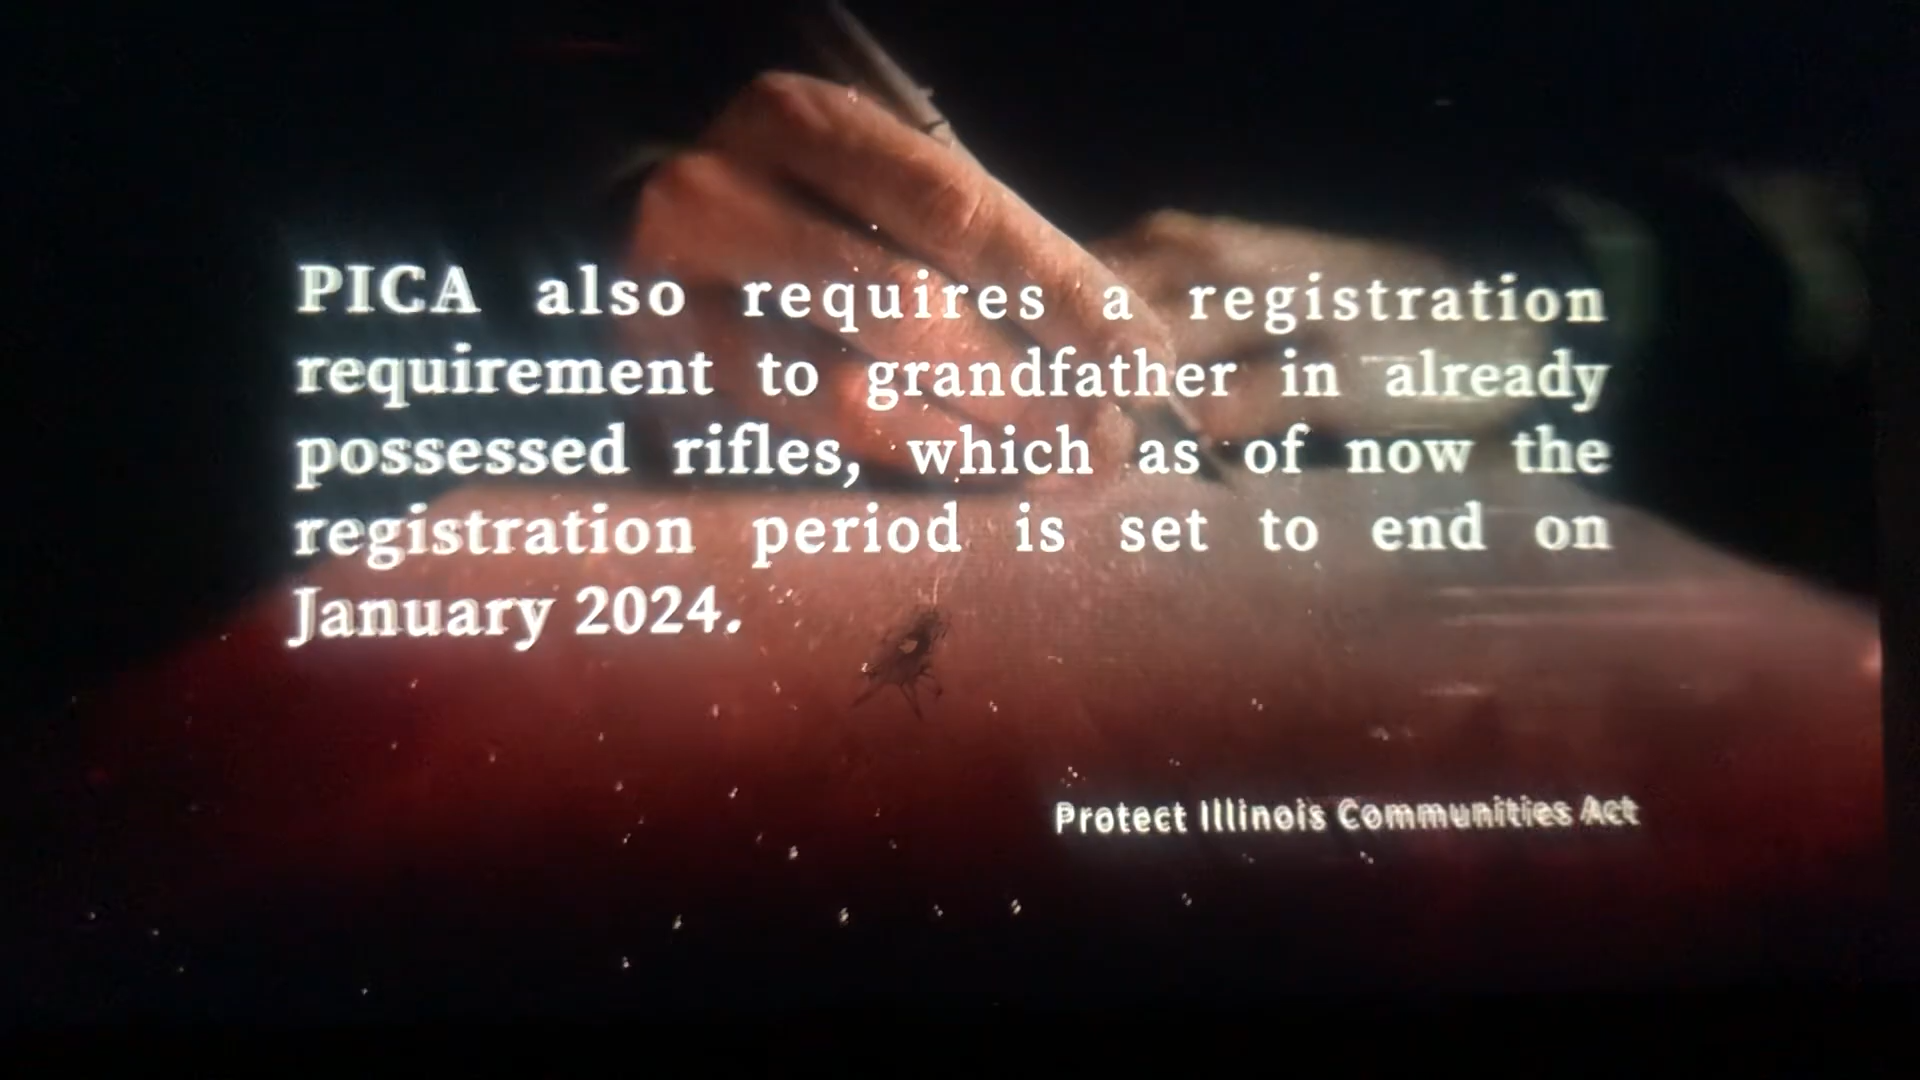 PICA also requires a registration
requirement to grandfather in already
possessed rifles, which as of now the
registration period is set to end on
January 2024.
Protect Illinois Communities Act